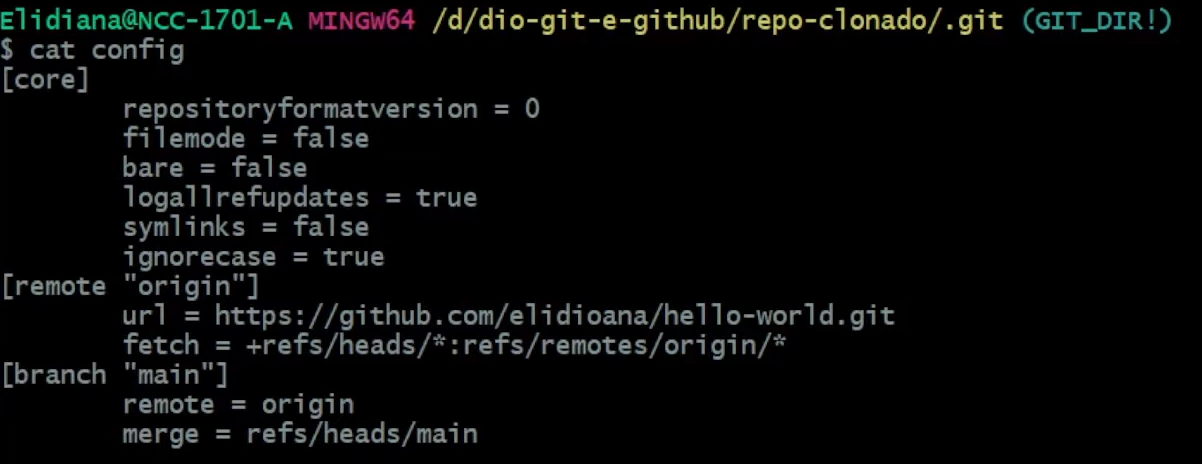 Elidiana@NCC-1701-A MINGW64 /d/dio-git-e-github/repo-clonado/.git (GIT_DIR!)
$ cat config
[core]
        repositoryformatversion = 0
        filemode = false
        bare = false
        logallrefupdates = true
        symlinks = false
        ignorecase = true
[remote "origin"]
        url = https://github.com/elidioana/hello-world.git
        fetch = +refs/heads/*:refs/remotes/origin/*
[branch "main"]
        remote = origin
        merge = refs/heads/main